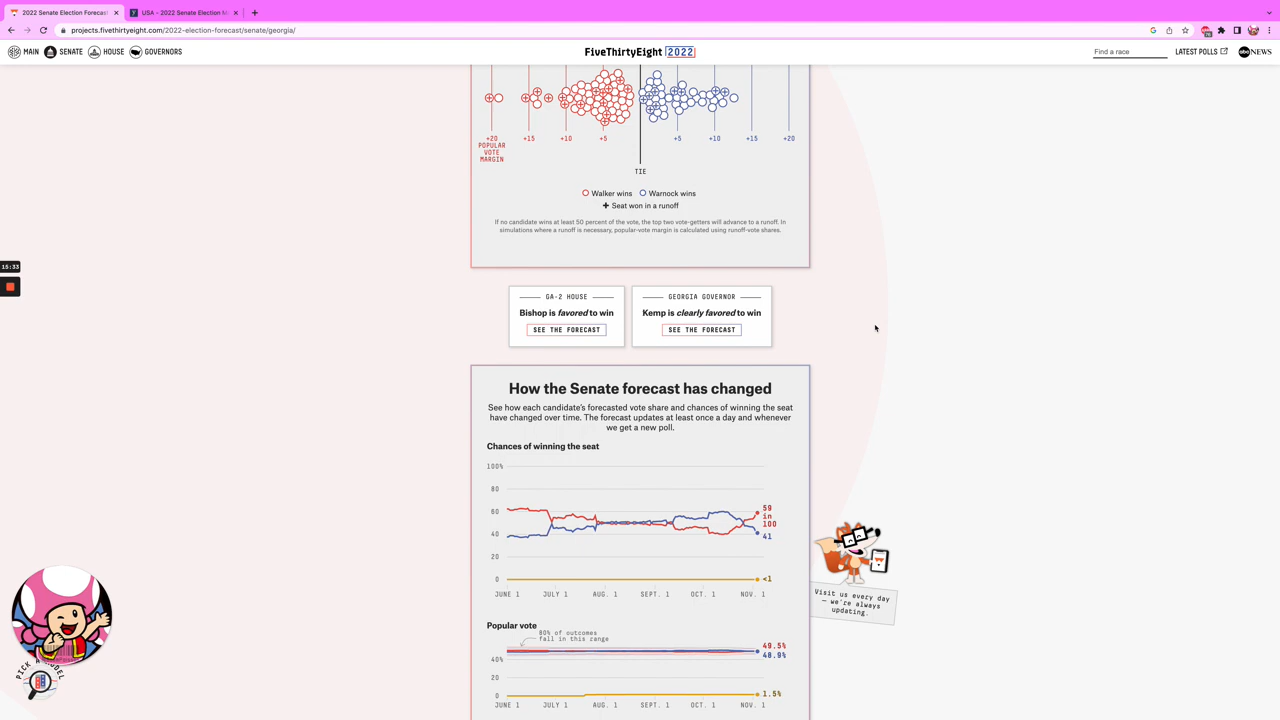 2022 Senate Election Forecast
USA - 2022 Senate Election M
projects.fivethirtyeight.com/2022-election-forecast/senate/georgia/
MAIN SENATE HOUSE GOVERNORS
FiveThirtyEight 2022
Find a race
LATEST POLLS
abc NEWS
+20 +15 +10 +5 +5 +10 +15 +20
POPULAR
VOTE
MARGIN
TIE
Walker wins Warnock wins
Seat won in a runoff
If no candidate wins at least 50 percent of the vote, the top two vote-getters will advance to a runoff. In
simulations where a runoff is necessary, popular-vote margin is calculated using runoff-vote shares.
15:33
GA-2 HOUSE
Bishop is favored to win
SEE THE FORECAST
GEORGIA GOVERNOR
Kemp is clearly favored to win
SEE THE FORECAST
How the Senate forecast has changed
See how each candidate's forecasted vote share and chances of winning the seat
have changed over time. The forecast updates at least once a day and whenever
we get a new poll.
Chances of winning the seat
100%
80
60
40
20
0
59
in
100
41
<1
JUNE 1 JULY 1 AUG. 1 SEPT. 1 OCT. 1 NOV. 1
Visit us every day
— we're always
updating.
Popular vote
80% of outcomes
fall in this range
40%
20
0
49.5%
48.9%
1.5%
JUNE 1 JULY 1 AUG. 1 SEPT. 1 OCT. 1 NOV. 1